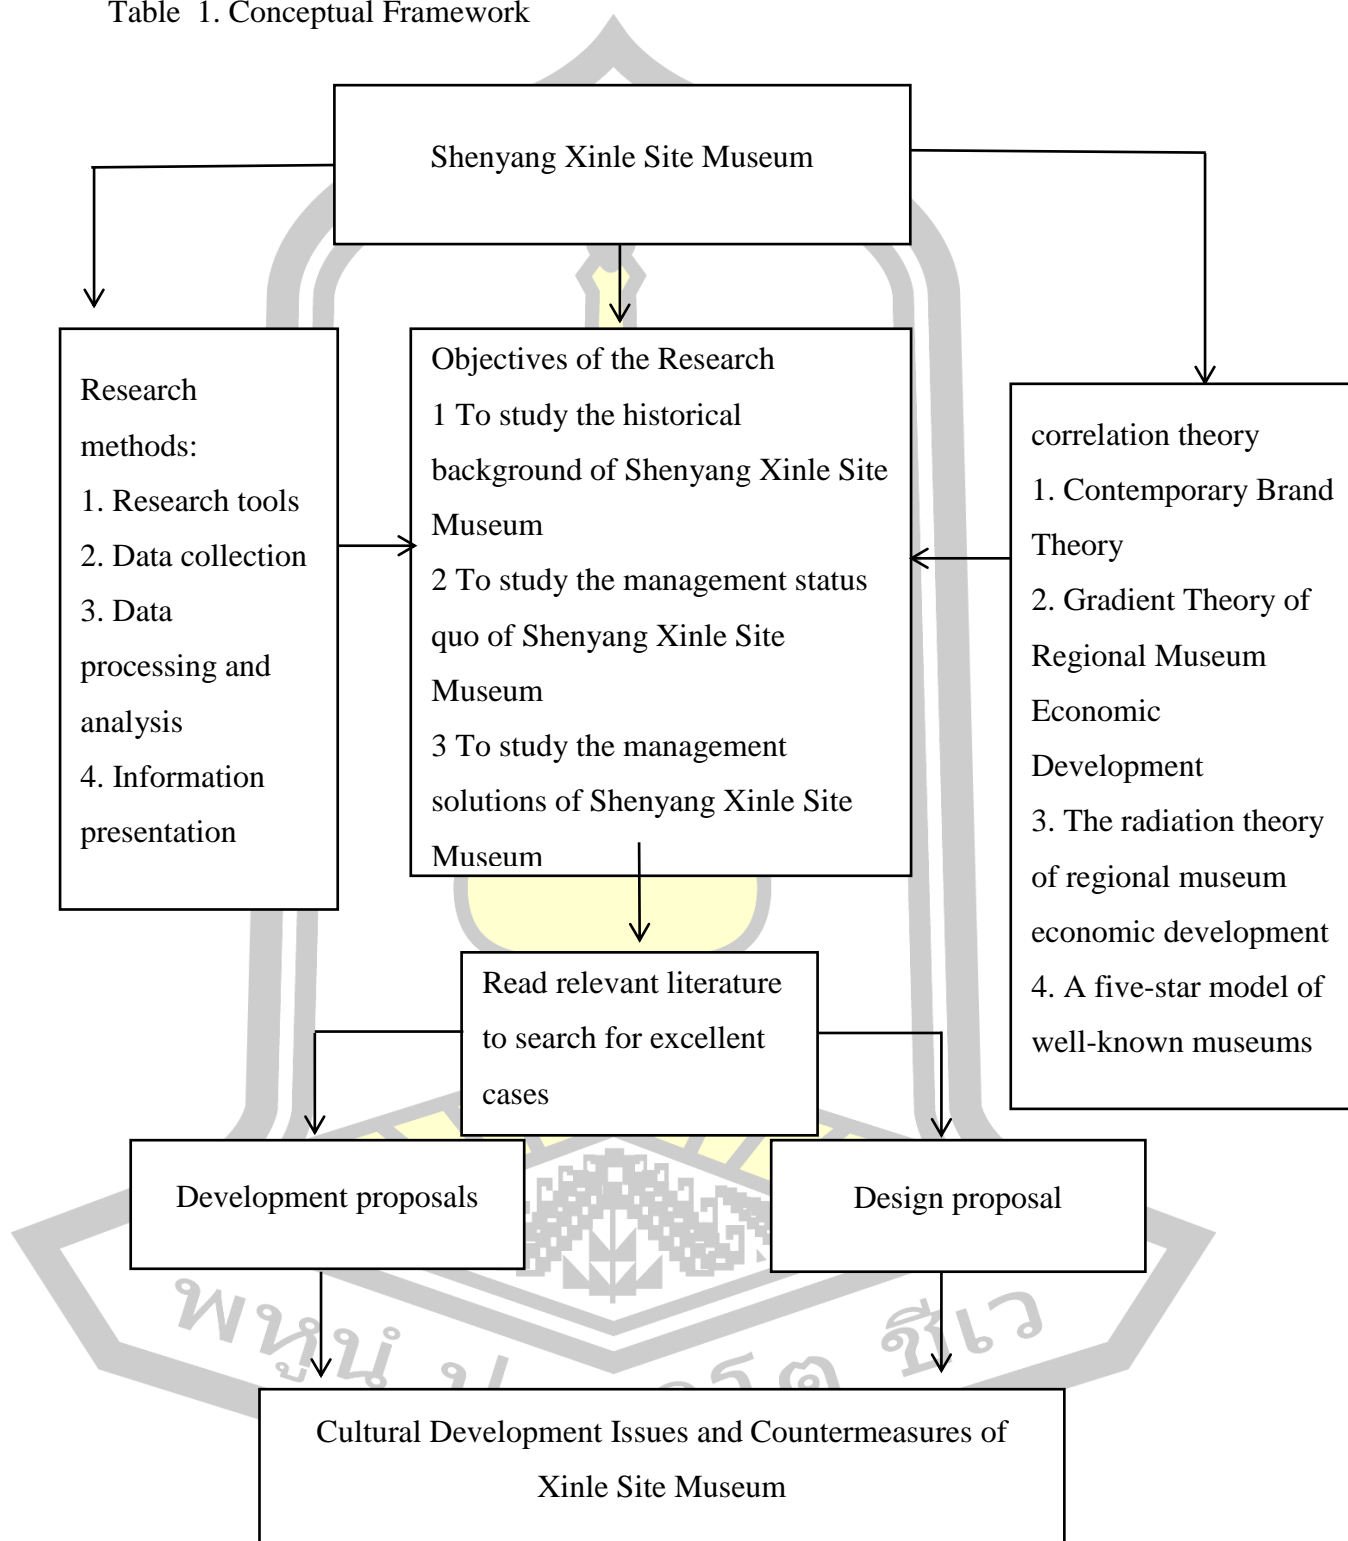 Table 1. Conceptual Framework
Shenyang Xinle Site Museum
Research
methods:
1. Research tools
2. Data collection
3. Data
processing and
analysis
4. Information
presentation
Objectives of the Research
1 To study the historical
background of Shenyang Xinle Site
Museum
2 To study the management status
quo of Shenyang Xinle Site
Museum
3 To study the management
solutions of Shenyang Xinle Site
Museum
correlation theory
1. Contemporary Brand
Theory
2. Gradient Theory of
Regional Museum
Economic
Development
3. The radiation theory
of regional museum
economic development
4. A five-star model of
well-known museums
Read relevant literature
to search for excellent
cases
Development proposals
Design proposal
พหูนํ ชีเว
Cultural Development Issues and Countermeasures of
Xinle Site Museum